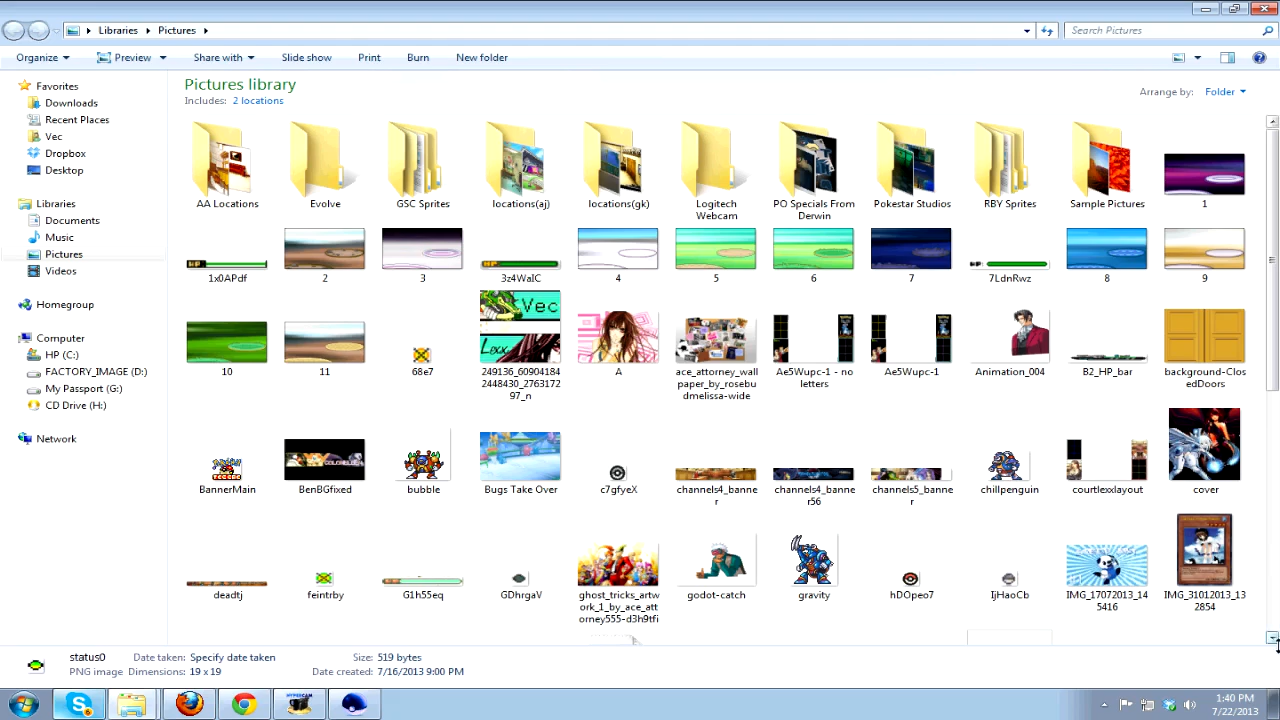 Libraries Pictures
Search Pictures
Organize Preview Share with Slide show Print Burn New folder
Favorites
Downloads
Recent Places
Vec
Dropbox
Desktop
Libraries
Documents
Music
Pictures
Videos
Homegroup
Computer
HP (C:)
FACTORY_IMAGE (D:)
My Passport (G:)
CD Drive (H:)
Network
Pictures library
Includes: 2 locations
Arrange by: Folder
AA Locations
Evolve
GSC Sprites
locations(aj)
locations(gk)
Logitech
Webcam
PO Specials From
Derwin
Pokestar Studios
RBY Sprites
Sample Pictures
1
1x0APdf
2
3
3z4WaIC
4
5
6
7
7LdnRwz
8
9
10
11
68e7
Vec
Lexx
249136_60904184
2448430_2763172
97_n
A
ace_attorney_wall
paper_by_rosebu
dmelissa-wide
Ae5Wupc-1 - no
letters
Ae5Wupc-1
Animation_004
B2_HP_bar
background-Clos
edDoors
BannerMain
BenBGfixed
bubble
Bugs Take Over
c7gfyeX
channels4_banne
r
channels4_banne
r56
channels5_banne
r
chillpenguin
courtlexxlayout
cover
deadtj
feintrby
G1h55eq
GDhrgaV
ghost_tricks_artw
ork_1_by_ace_att
orney555-d3h9tfi
godot-catch
gravity
hDOpeo7
IjHaoCb
IMG_17072013_14
5416
IMG_31012013_13
2854
status0 Date taken: Specify date taken Size: 519 bytes
PNG image Dimensions: 19 x 19 Date created: 7/16/2013 9:00 PM
HYPERCAM
1:40 PM
7/22/2013